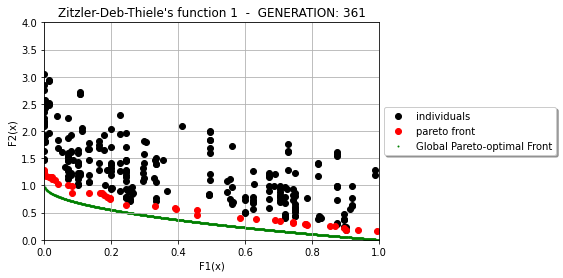 Zitzler-Deb-Thiele's function 1 - GENERATION: 361
4.0
3.5
3.0
2.5
2.0
1.5
1.0
0.5
0.0
F2(x)
0.0 0.2 0.4 0.6 0.8 1.0
F1(x)
individuals
pareto front
Global Pareto-optimal Front